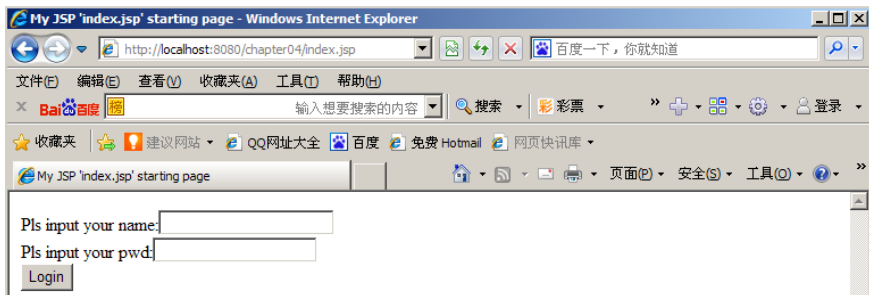 My JSP 'index.jsp' starting page - Windows Internet Explorer
http://localhost:8080/chapter04/index.jsp 百度一下，你就知道
文件(F) 编辑(E) 查看(V) 收藏夹(A) 工具(T) 帮助(H)
× Bai百度 输入想要搜索的内容 搜索 彩票 » 登录
收藏夹 建议网站 QQ网址大全 百度 免费 Hotmail 网页快讯库
My JSP 'index.jsp' starting page 页面(P) 安全(S) 工具(O) »
Pls input your name:
Pls input your pwd:
Login